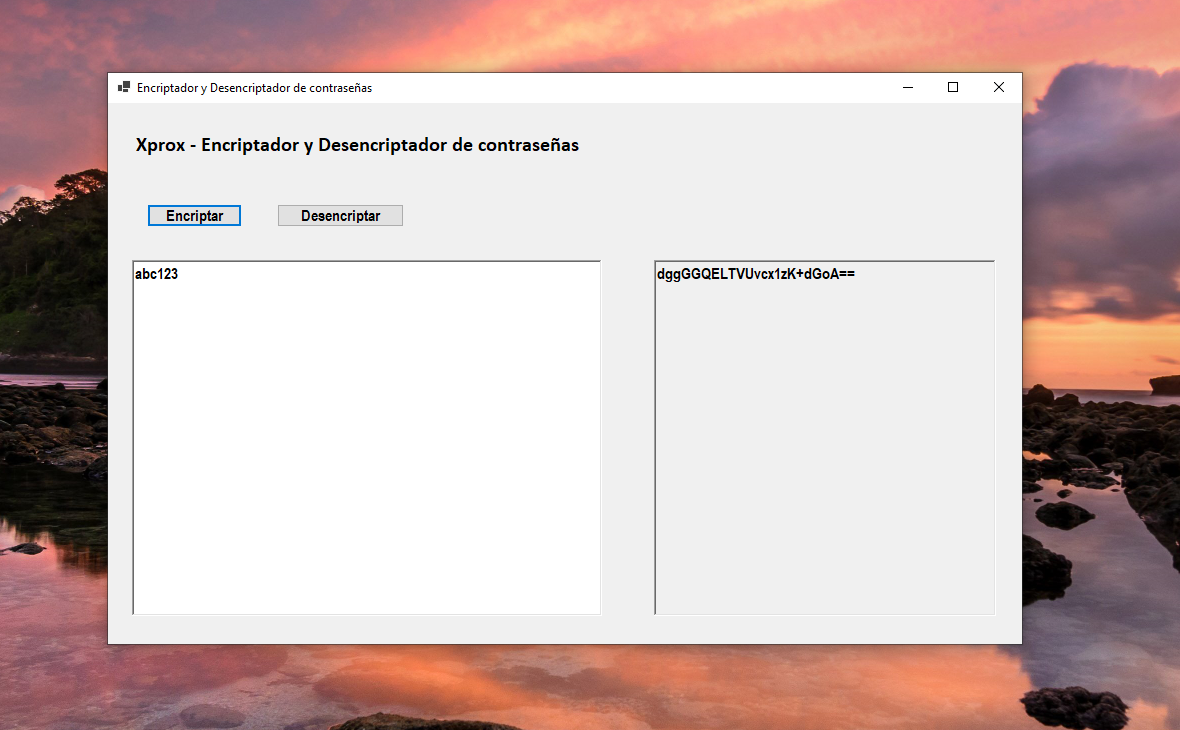 Encriptador y Desencriptador de contraseñas
Xprox - Encriptador y Desencriptador de contraseñas
Encriptar
Desencriptar
abc123
dggGGQELTVUvcx1zK+dGoA==